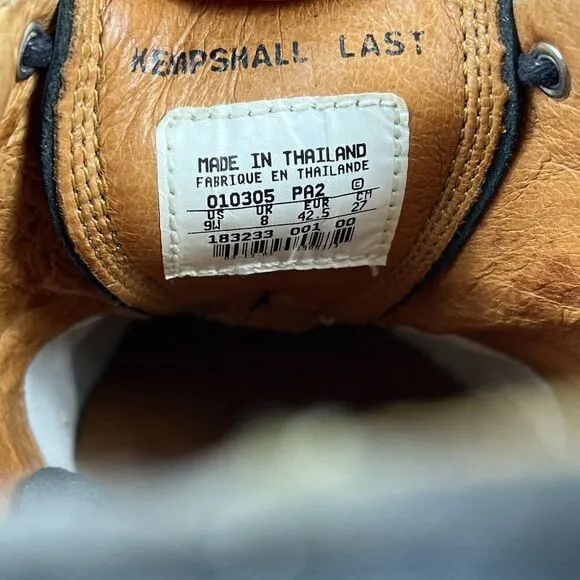 KEMPSHALL LAST
MADE IN THAILAND
FABRIQUE EN THAILANDE
010305 PA2 ©
US UK EUR CM
9W 8 42.5 27
183233 001 00